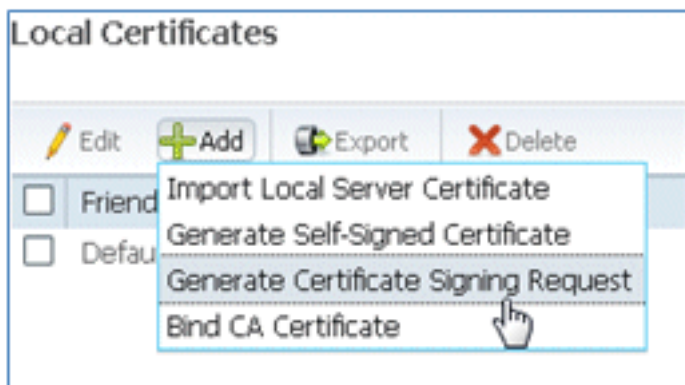 Local Certificates
Edit Add Export Delete
Import Local Server Certificate
Friend
Generate Self-Signed Certificate
Defau
Generate Certificate Signing Request
Bind CA Certificate